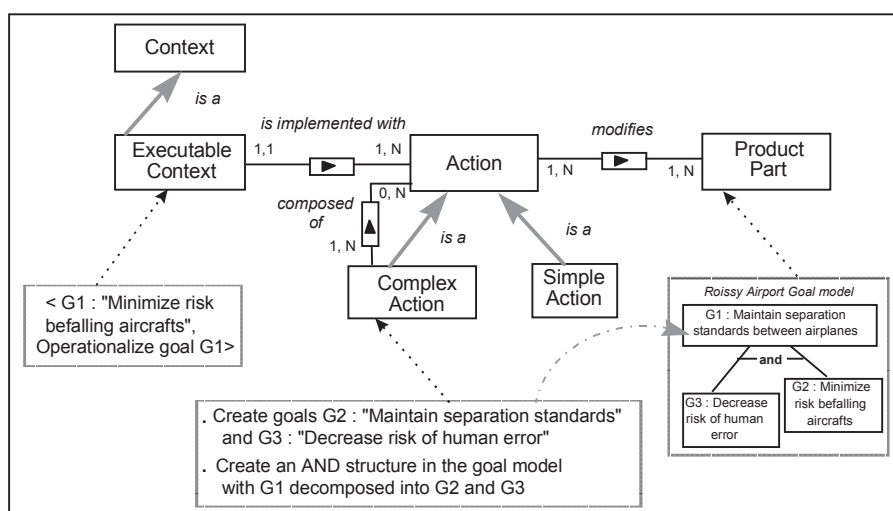 Context
is a
is implemented with
modifies
Executable
Context
1,1
1, N
Action
1, N
1, N
Product
Part
composed
of
0, N
1, N
is a
is a
Complex
Action
Simple
Action
< G1 : "Minimize risk
befalling aircrafts",
Operationalize goal G1>
Roissy Airport Goal model
G1 : Maintain separation
standards between airplanes
and
G3 : Decrease
risk of human
error
G2 : Minimize
risk befalling
aircrafts
. Create goals G2 : "Maintain separation standards"
and G3 : "Decrease risk of human error"
. Create an AND structure in the goal model
with G1 decomposed into G2 and G3